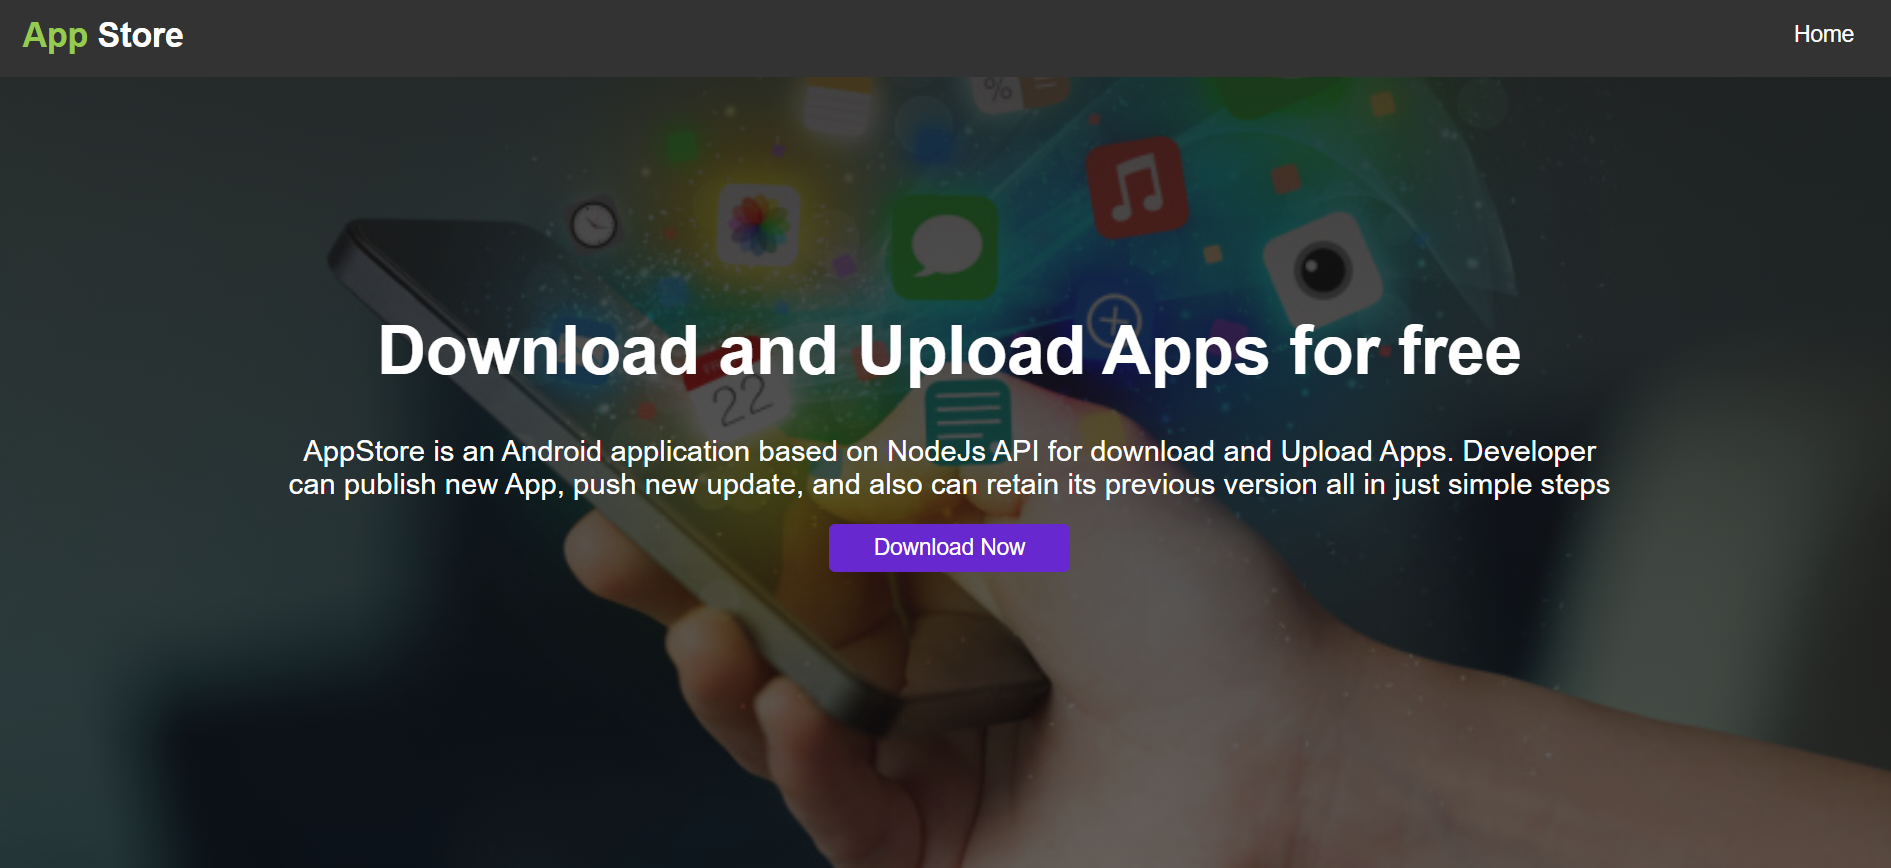 App Store
Home
%
Download and Upload Apps for free
22
AppStore is an Android application based on NodeJs API for download and Upload Apps. Developer
can publish new App, push new update, and also can retain its previous version all in just simple steps
Download Now